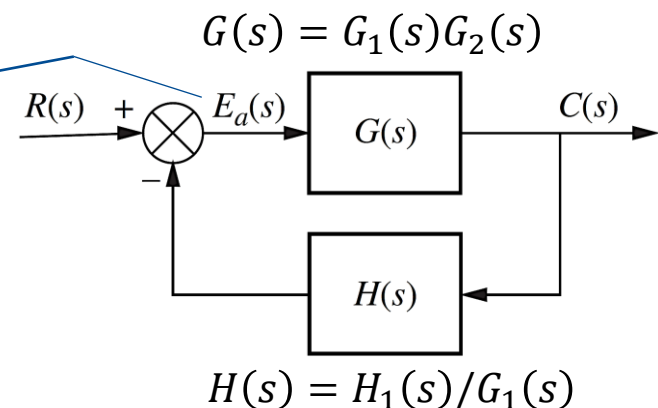 G(s) = G₁(s)G₂(s)
R(s) + Eₐ(s) G(s) C(s)
−
H(s)
H(s) = H₁(s)/G₁(s)